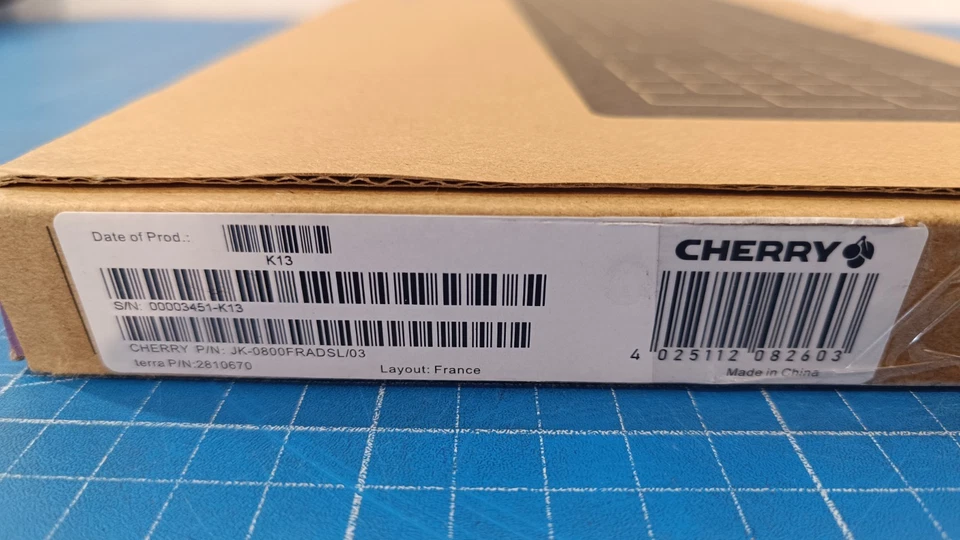 Date of Prod.:
K13
S/N: 00003451-K13
CHERRY P/N: JK-0800FRADSL/03
terra P/N:2810670
Layout: France
CHERRY
4 025112 082603
Made in China